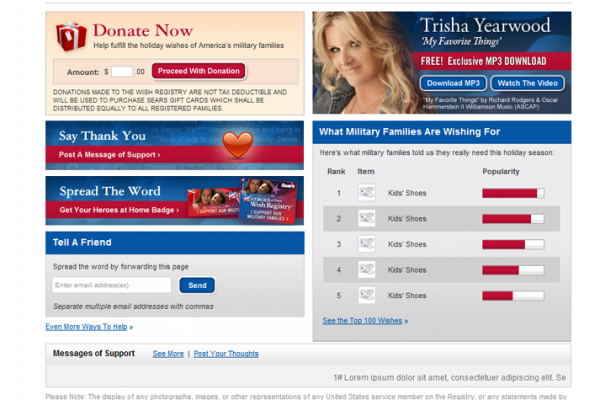 Donate Now
Help fulfill the holiday wishes of America's military families
Amount: $ .00 Proceed With Donation
DONATIONS MADE TO THE WISH REGISTRY ARE NOT TAX DEDUCTIBLE AND
WILL BE USED TO PURCHASE SEARS GIFT CARDS WHICH SHALL BE
DISTRIBUTED EQUALLY TO ALL REGISTERED FAMILIES.
Trisha Yearwood
'My Favorite Things'
FREE! Exclusive MP3 DOWNLOAD
Download MP3 Watch The Video
"My Favorite Things" by Richard Rodgers & Oscar
Hammerstein II Williamson Music (ASCAP)
Say Thank You
Post A Message of Support ›
Spread The Word
Get Your Heroes at Home Badge ›
Sears
Wish Registry
I SUPPORT OUR MILITARY
FAMILIES
Tell A Friend
Spread the word by forwarding this page
Enter email address(es) Send
Separate multiple email addresses with commas
Even More Ways To Help »
What Military Families Are Wishing For
Here's what military families told us they really need this holiday season:
Rank Item Popularity
1 Kids' Shoes
2 Kids' Shoes
3 Kids' Shoes
4 Kids' Shoes
5 Kids' Shoes
See the Top 100 Wishes »
Messages of Support See More | Post Your Thoughts
1# Lorem ipsum dolor sit amet, consectetuer adipiscing elit. Se
Please Note: The display of any photographs, images, or other representations of any United States service member on the Registry, or any statements made by